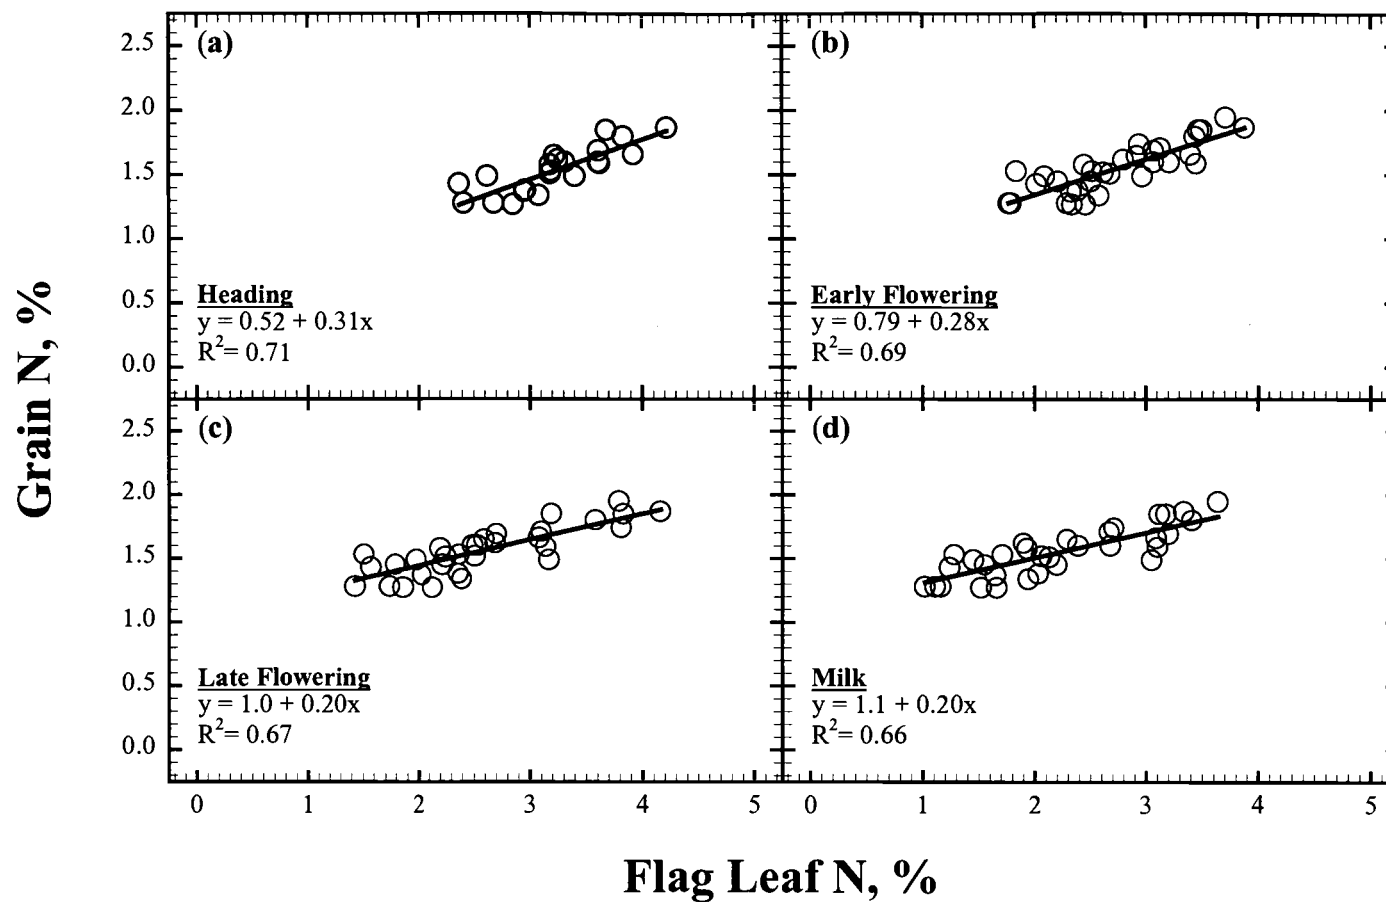 Grain N, %
(a)
2.5
2.0
1.5
1.0
0.5
0.0
Heading
y = 0.52 + 0.31x
R²= 0.71
(b)
Early Flowering
y = 0.79 + 0.28x
R²= 0.69
(c)
2.5
2.0
1.5
1.0
0.5
0.0
Late Flowering
y = 1.0 + 0.20x
R²= 0.67
0 1 2 3 4 5
(d)
Milk
y = 1.1 + 0.20x
R²= 0.66
0 1 2 3 4 5
Flag Leaf N, %